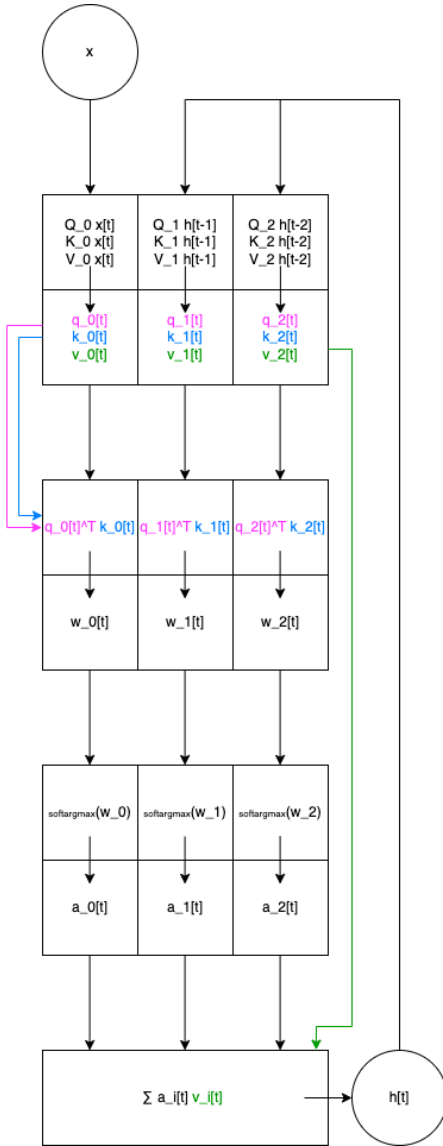 x
Q_0 x[t]
K_0 x[t]
V_0 x[t]
Q_1 h[t-1]
K_1 h[t-1]
V_1 h[t-1]
Q_2 h[t-2]
K_2 h[t-2]
V_2 h[t-2]
q_0[t]
k_0[t]
v_0[t]
q_1[t]
k_1[t]
v_1[t]
q_2[t]
k_2[t]
v_2[t]
q_0[t]^T k_0[t]
q_1[t]^T k_1[t]
q_2[t]^T k_2[t]
w_0[t]
w_1[t]
w_2[t]
softargmax(w_0)
softargmax(w_1)
softargmax(w_2)
a_0[t]
a_1[t]
a_2[t]
∑ a_i[t] v_i[t]
h[t]